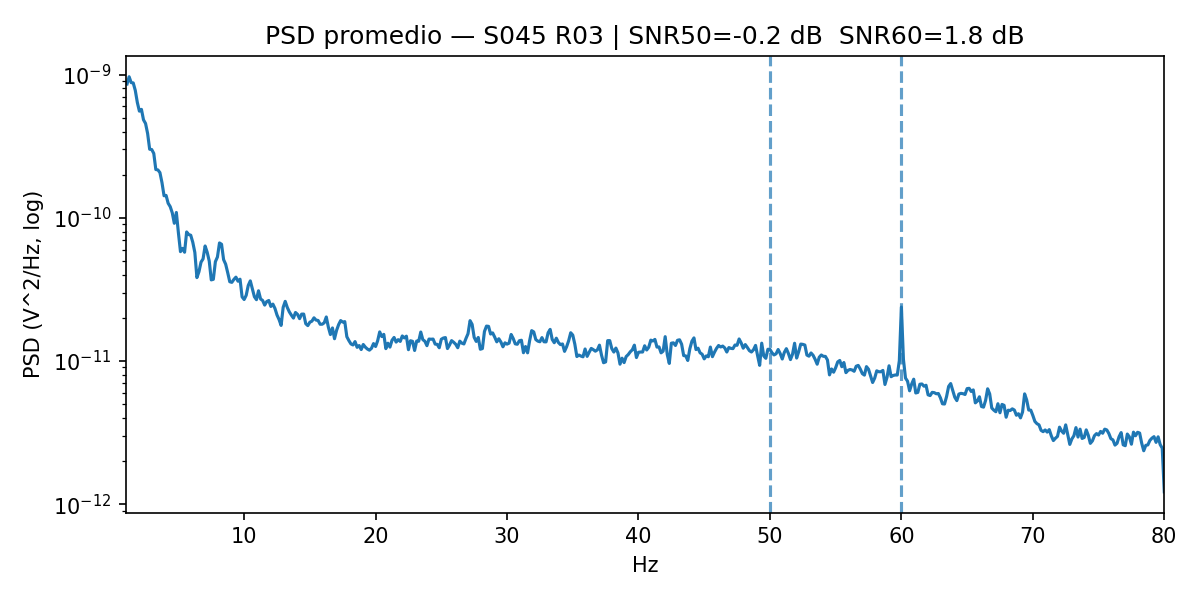 PSD promedio — S045 R03 | SNR50=-0.2 dB  SNR60=1.8 dB
PSD (V^2/Hz, log)
10⁻⁹
10⁻¹⁰
10⁻¹¹
10⁻¹²
10 20 30 40 50 60 70 80
Hz